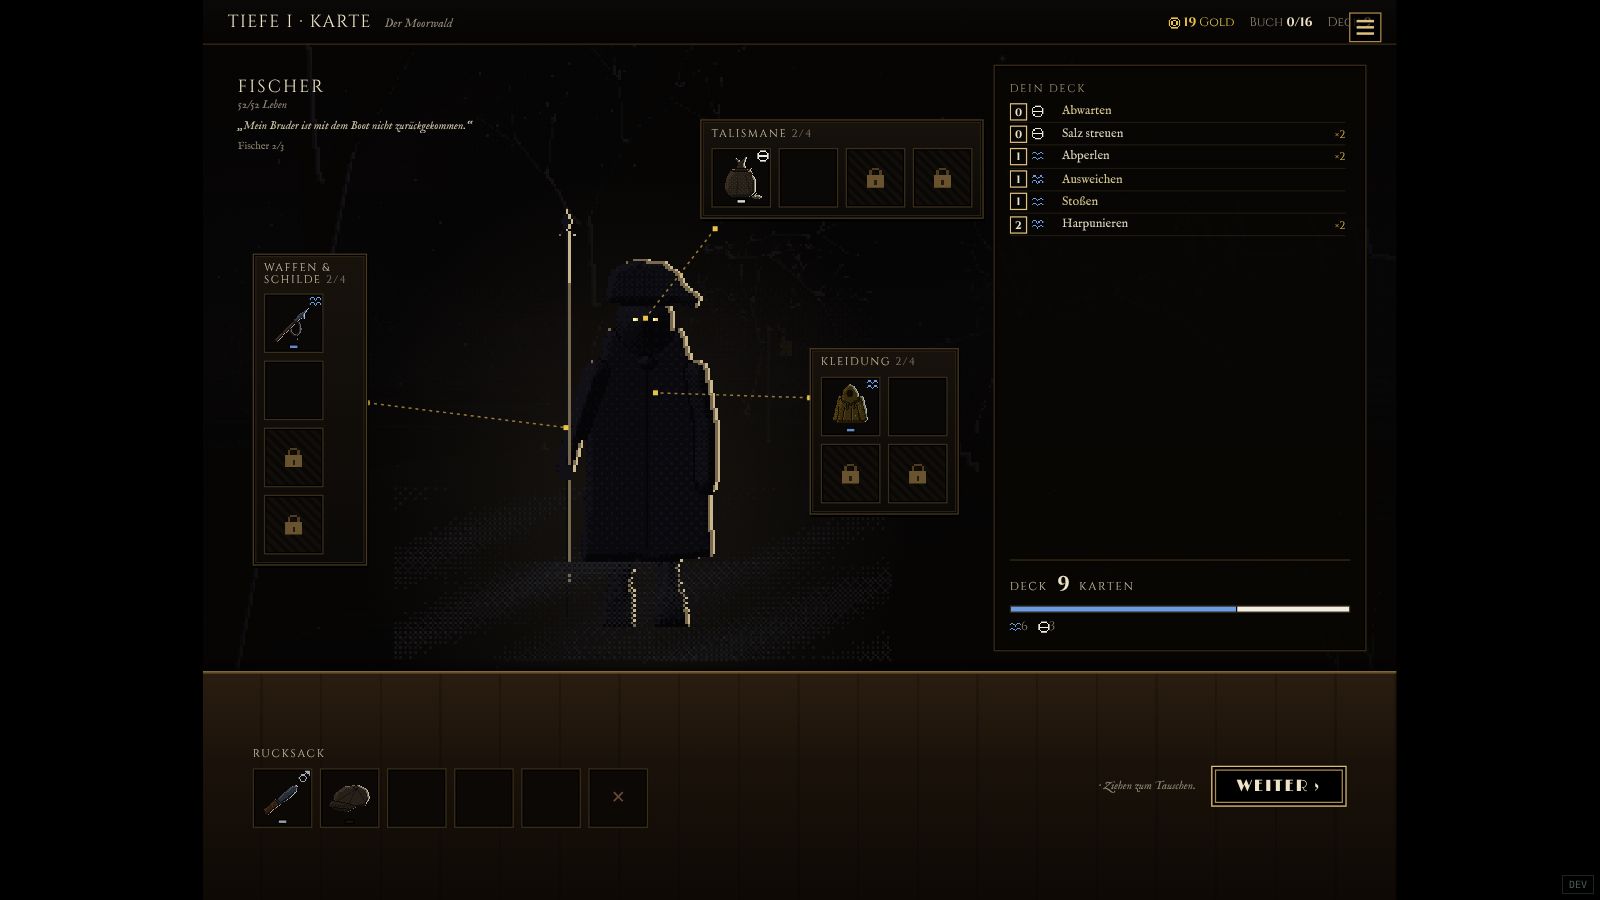 TIEFE I · KARTE Der Moorwald
19 GOLD BUCH 0/16
FISCHER
52/52 Leben
„Mein Bruder ist mit dem Boot nicht zurückgekommen.“
Fischer 2/3
TALISMANE 2/4
WAFFEN &
SCHILDE 2/4
KLEIDUNG 2/4
DEIN DECK
0 Abwarten
0 Salz streuen ×2
1 Abperlen ×2
1 Ausweichen
1 Stoßen
2 Harpunieren ×2
DECK 9 KARTEN
6 3
RUCKSACK
· Ziehen zum Tauschen.
WEITER ›
DEV